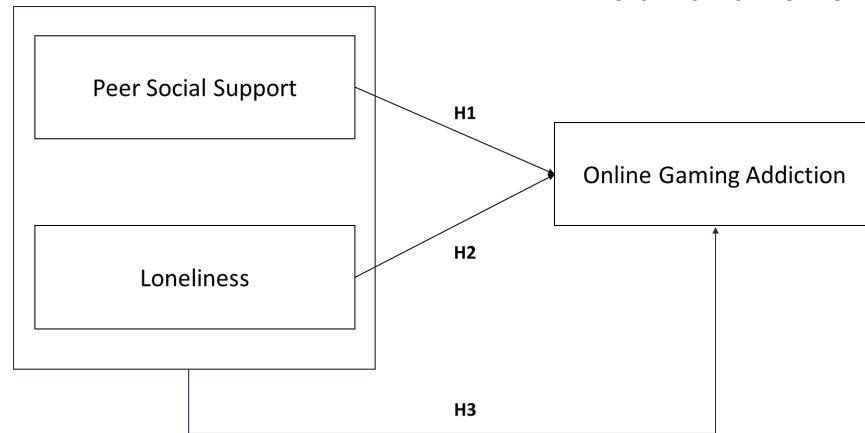 Peer Social Support
H1
Online Gaming Addiction
H2
Loneliness
H3